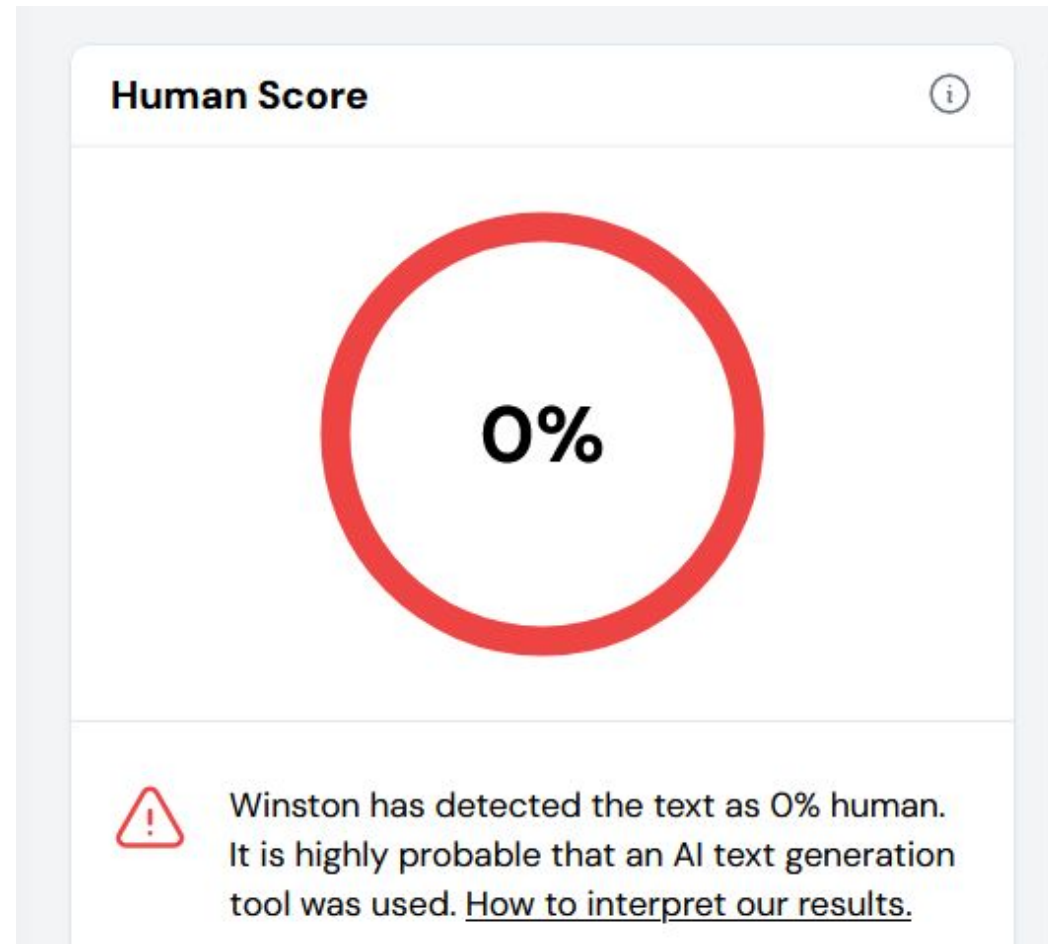 Human Score
i
0%
Winston has detected the text as 0% human.
It is highly probable that an AI text generation
tool was used. How to interpret our results.